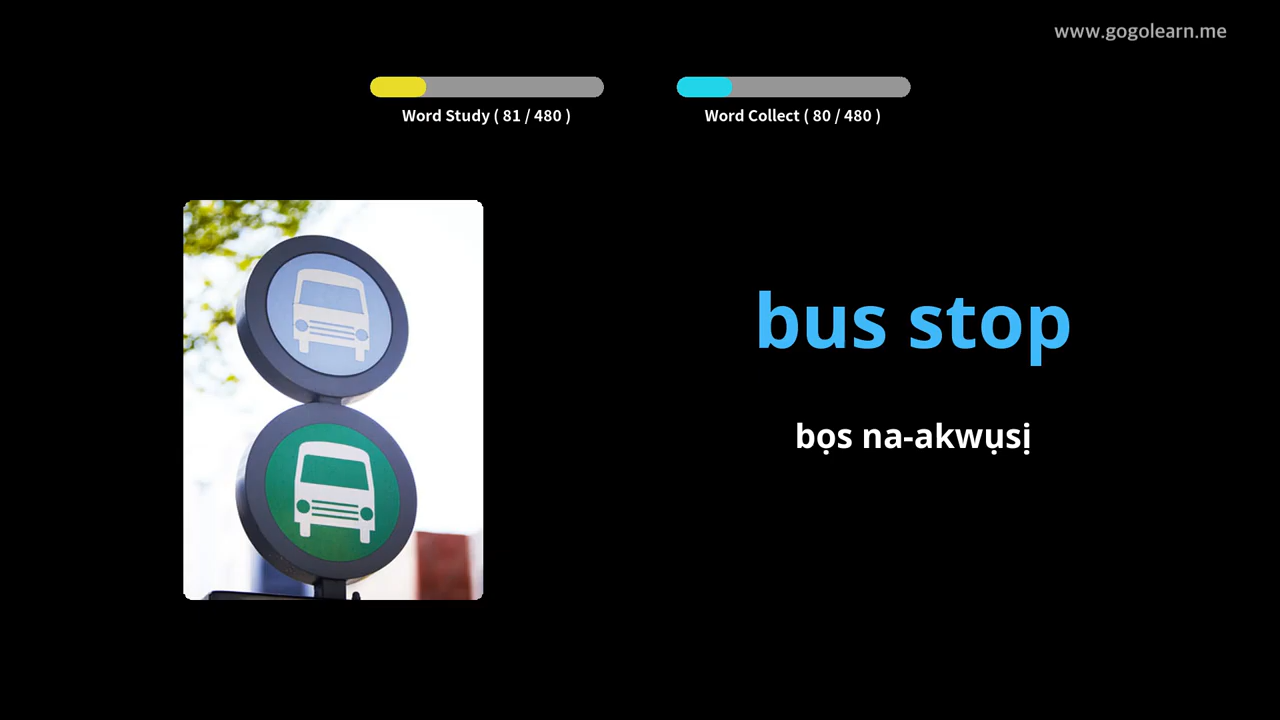 www.gogolearn.me
Word Study ( 81 / 480 )
Word Collect ( 80 / 480 )
bus stop
bọs na-akwụsị